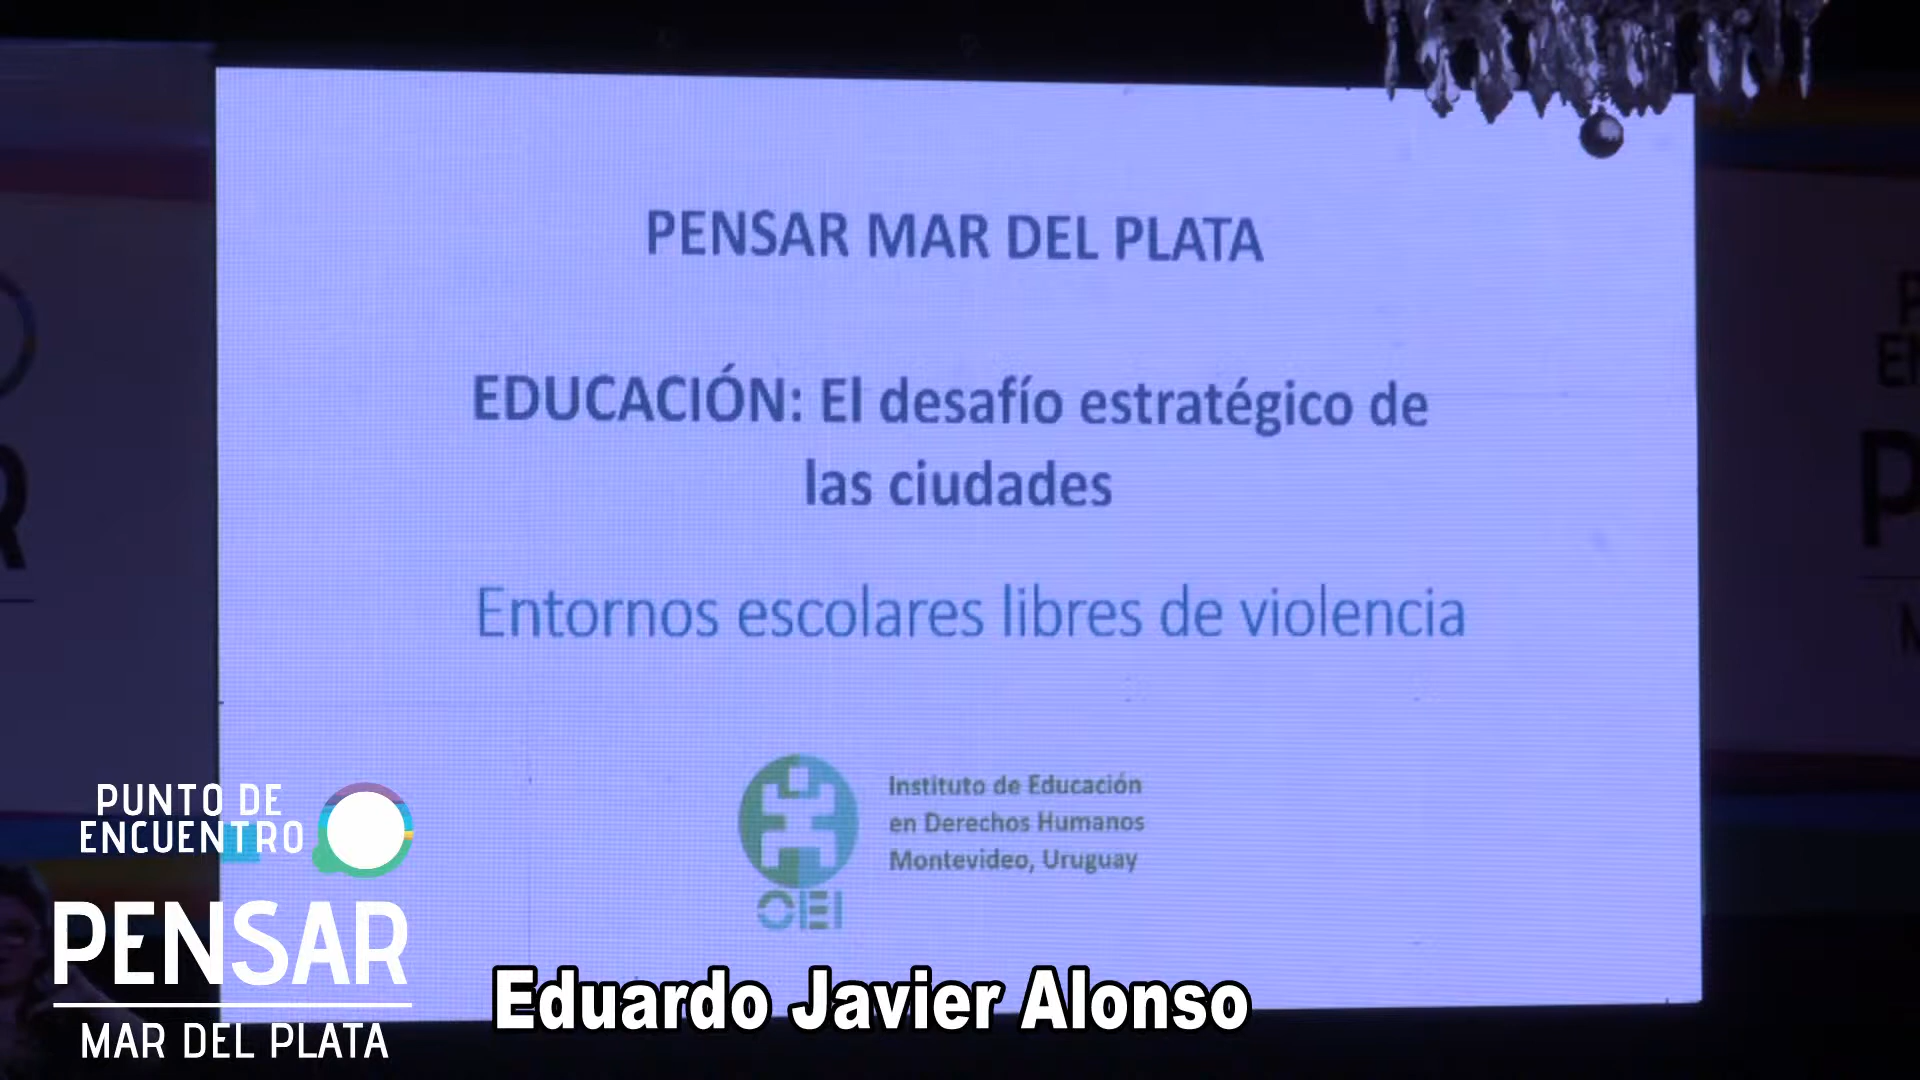 PENSAR MAR DEL PLATA
EDUCACIÓN: El desafío estratégico de
las ciudades
Entornos escolares libres de violencia
Instituto de Educación
en Derechos Humanos
Montevideo, Uruguay
OEI
PUNTO DE
ENCUENTRO
PENSAR
MAR DEL PLATA
Eduardo Javier Alonso